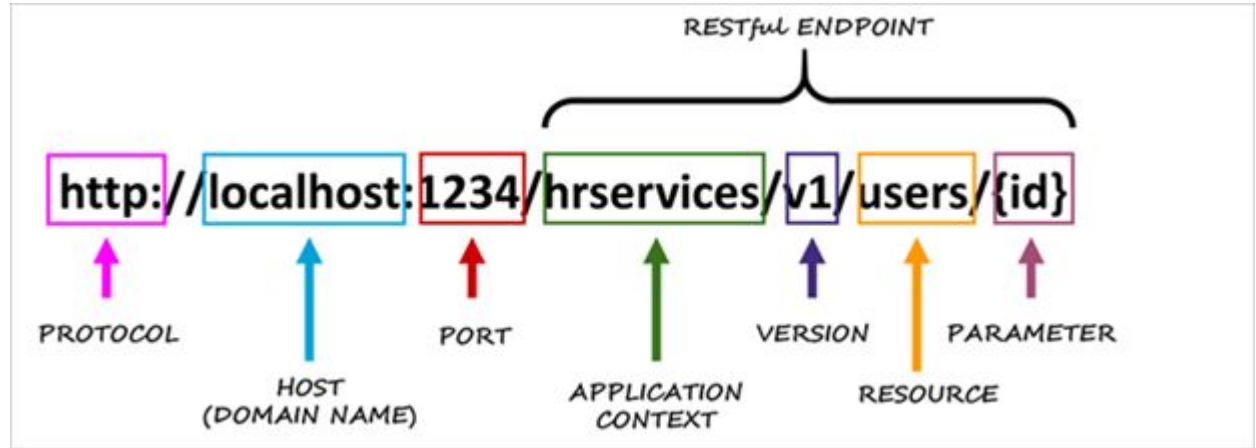 RESTful ENDPOINT
http://localhost:1234/hrservices/v1/users/{id}
PROTOCOL
PORT
VERSION
PARAMETER
HOST
(DOMAIN NAME)
APPLICATION
CONTEXT
RESOURCE